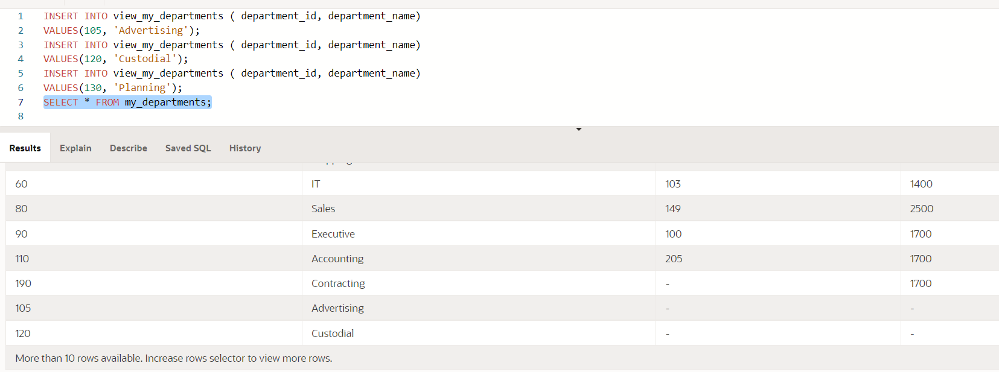 1 INSERT INTO view_my_departments ( department_id, department_name)
2 VALUES(105, 'Advertising');
3 INSERT INTO view_my_departments ( department_id, department_name)
4 VALUES(120, 'Custodial');
5 INSERT INTO view_my_departments ( department_id, department_name)
6 VALUES(130, 'Planning');
7 SELECT * FROM my_departments;
8
Results Explain Describe Saved SQL History
60 IT 103 1400
80 Sales 149 2500
90 Executive 100 1700
110 Accounting 205 1700
190 Contracting - 1700
105 Advertising - -
120 Custodial - -
More than 10 rows available. Increase rows selector to view more rows.